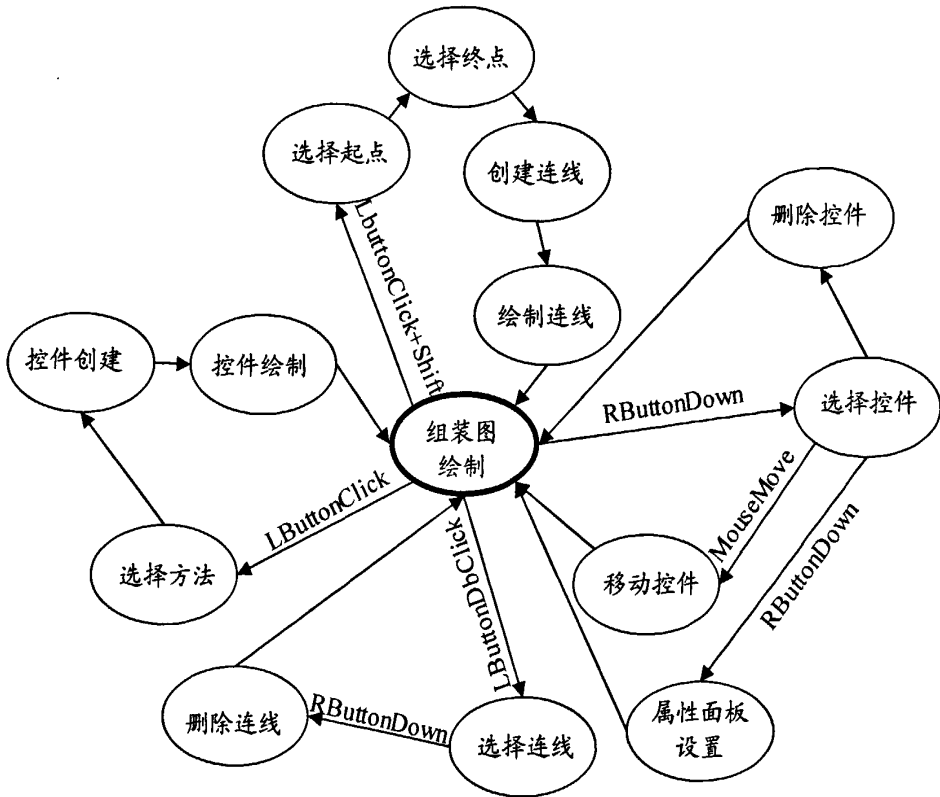 选择终点
选择起点
创建连线
删除控件
LbuttonClick+Shift
绘制连线
控件创建
控件绘制
RButtonDown
选择控件
组装图
绘制
LButtonClick
MouseMove
选择方法
LButtonDbClick
移动控件
RButtonDown
删除连线
RButtonDown
选择连线
属性面板
设置